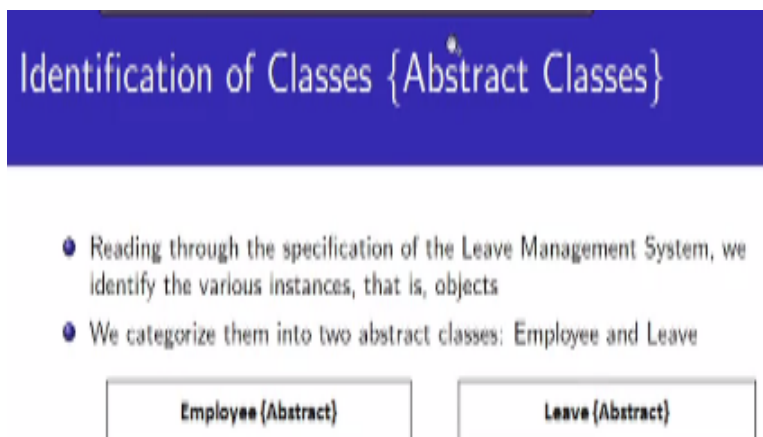 Identification of Classes {Abstract Classes}
Reading through the specification of the Leave Management System, we
identify the various instances, that is, objects
We categorize them into two abstract classes: Employee and Leave
Employee {Abstract}
Leave {Abstract}